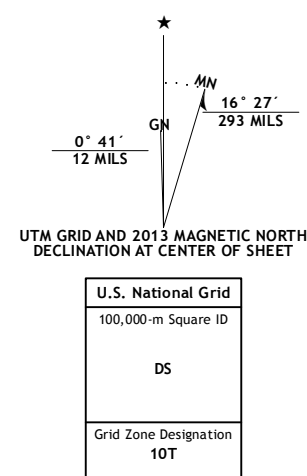 ★
MN
GN
16° 27´
293 MILS
0° 41´
12 MILS
UTM GRID AND 2013 MAGNETIC NORTH
DECLINATION AT CENTER OF SHEET
U.S. National Grid
100,000-m Square ID
DS
Grid Zone Designation
10T